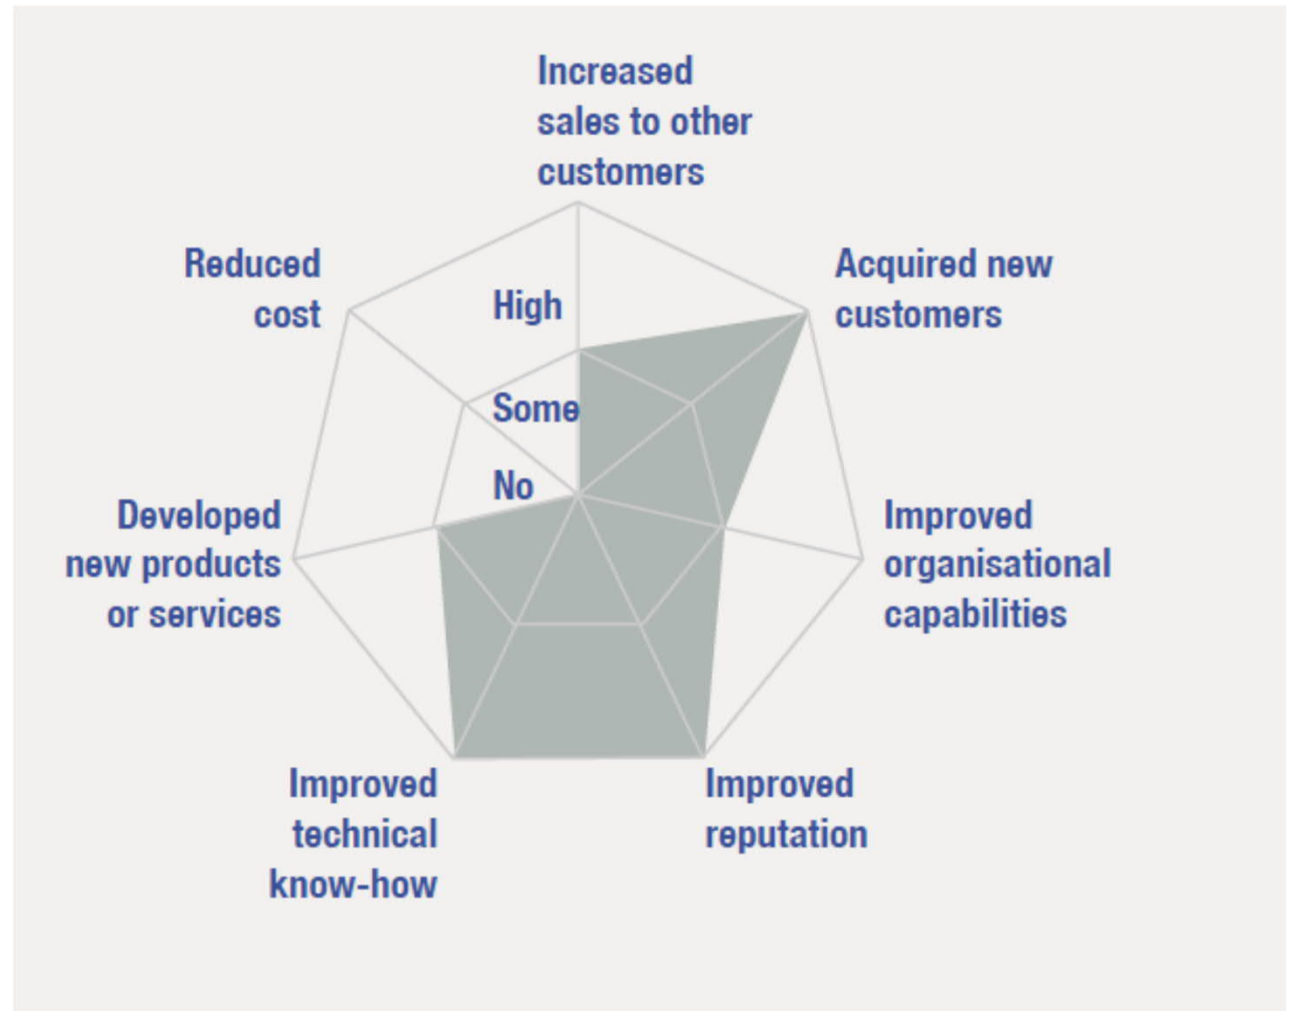 Increased
sales to other
customers
Reduced
cost
High
Acquired new
customers
Some
No
Developed
new products
or services
Improved
organisational
capabilities
Improved
technical
know-how
Improved
reputation